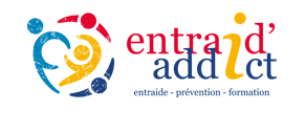 entraid'
addict
entraide - prévention - formation